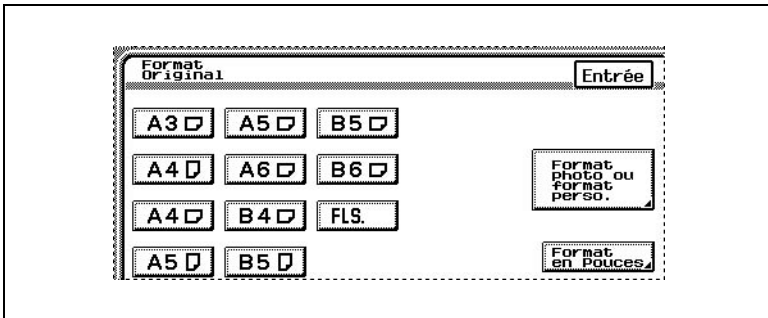 Format
Original
Entrée
A3 A5 B5
A4 A6 B6
A4 B4 FLS.
A5 B5
Format
photo ou
format
perso.
Format
en Pouces